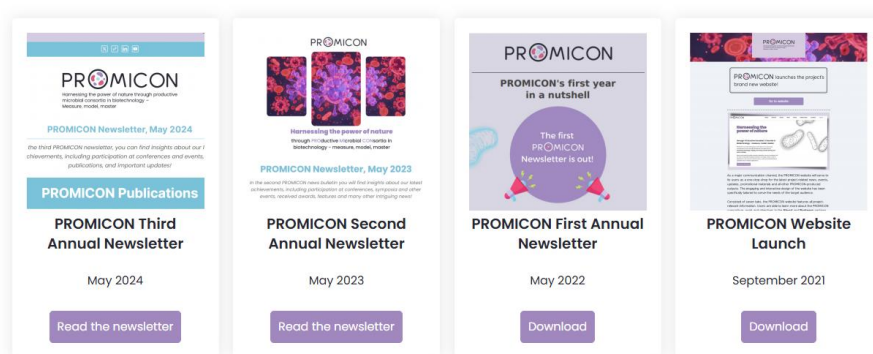 PROMICON
Harnessing the power of nature
through productive
microbial consortia in biotechnology –
Measure, model, master
PROMICON Newsletter, May 2024
the third PROMICON newsletter, you can find insights about our l
chievements, including participation at conferences and events,
publications, and important updates!
PROMICON Publications
PROMICON Third
Annual Newsletter
May 2024
Read the newsletter
PROMICON
Harnessing the power of nature
through PROductive MIcrobial CONsortia in
biotechnology – measure, model, master
PROMICON Newsletter, May 2023
In the second PROMICON news bulletin you will find insights about our latest
achievements, including participation at conferences, symposia and other
events, received awards, features and many other intriguing news!
PROMICON Second
Annual Newsletter
May 2023
Read the newsletter
PROMICON
PROMICON's first year
in a nutshell
The first
PROMICON
Newsletter is out!
PROMICON First Annual
Newsletter
May 2022
Download
PROMICON
PROMICON launches the project's
brand new website!
Go to website
Harnessing the
power of nature
PROMICON Website
Launch
September 2021
Download